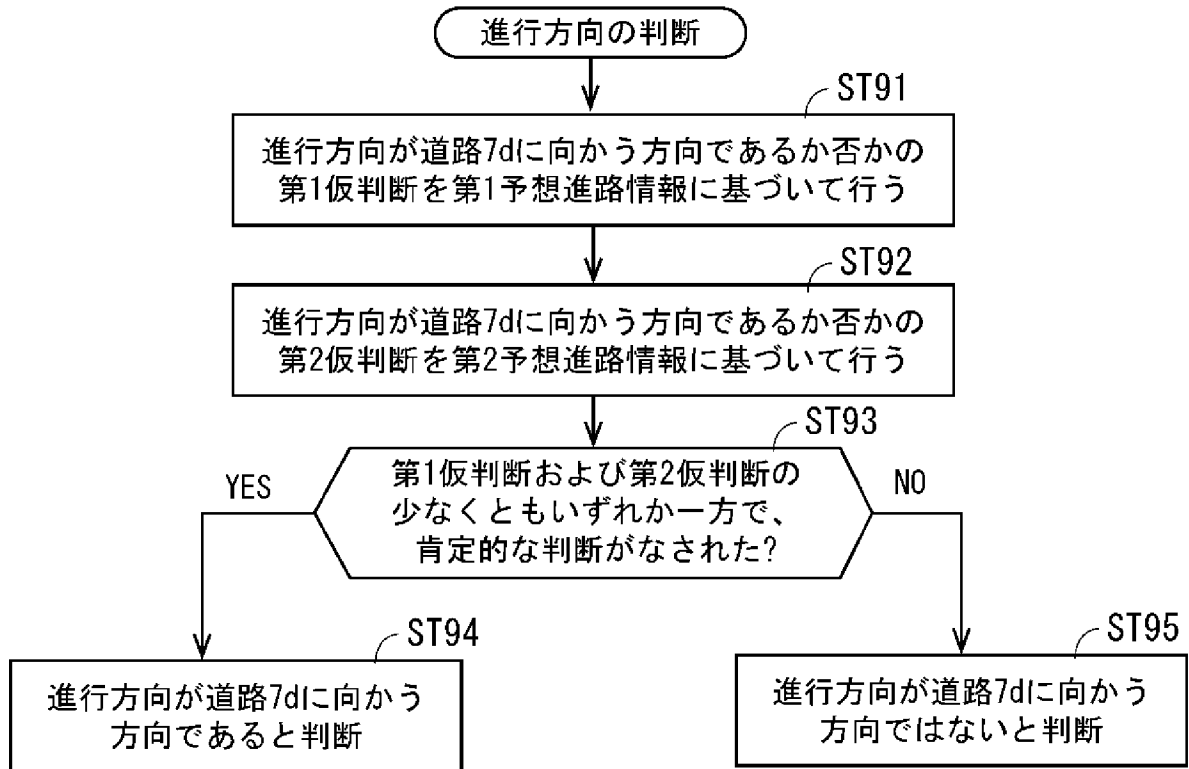 進行方向の判断
ST91
進行方向が道路7dに向かう方向であるか否かの
第1仮判断を第1予想進路情報に基づいて行う
ST92
進行方向が道路7dに向かう方向であるか否かの
第2仮判断を第2予想進路情報に基づいて行う
ST93
第1仮判断および第2仮判断の
少なくともいずれか一方で、
肯定的な判断がなされた?
YES
NO
ST94
進行方向が道路7dに向かう
方向であると判断
ST95
進行方向が道路7dに向かう
方向ではないと判断